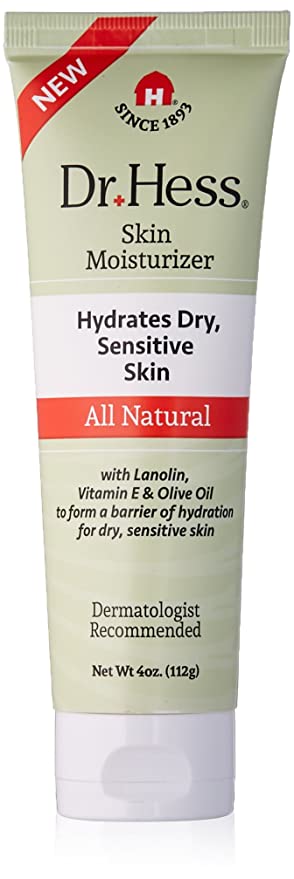 NEW
H®
SINCE 1893
Dr.Hess®
Skin
Moisturizer
Hydrates Dry,
Sensitive
Skin
All Natural
with Lanolin,
Vitamin E & Olive Oil
to form a barrier of hydration
for dry, sensitive skin
Dermatologist
Recommended
Net Wt 4oz. (112g)